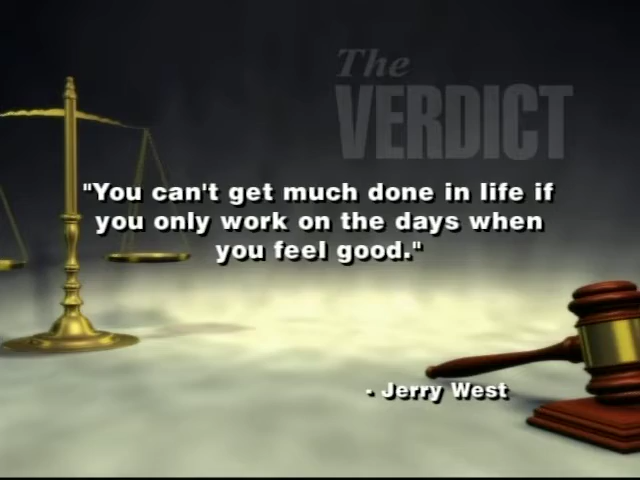 The
VERDICT
"You can't get much done in life if
you only work on the days when
you feel good."
- Jerry West